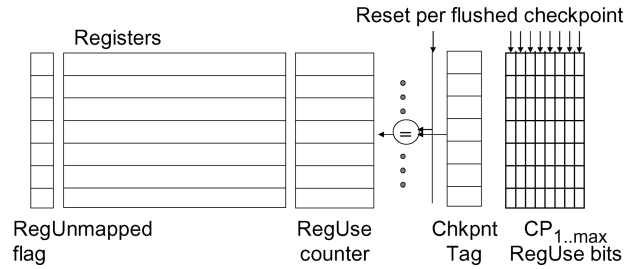 Reset per flushed checkpoint
Registers
=
RegUnmapped
flag
RegUse
counter
Chkpnt
Tag
CP1..max
RegUse bits